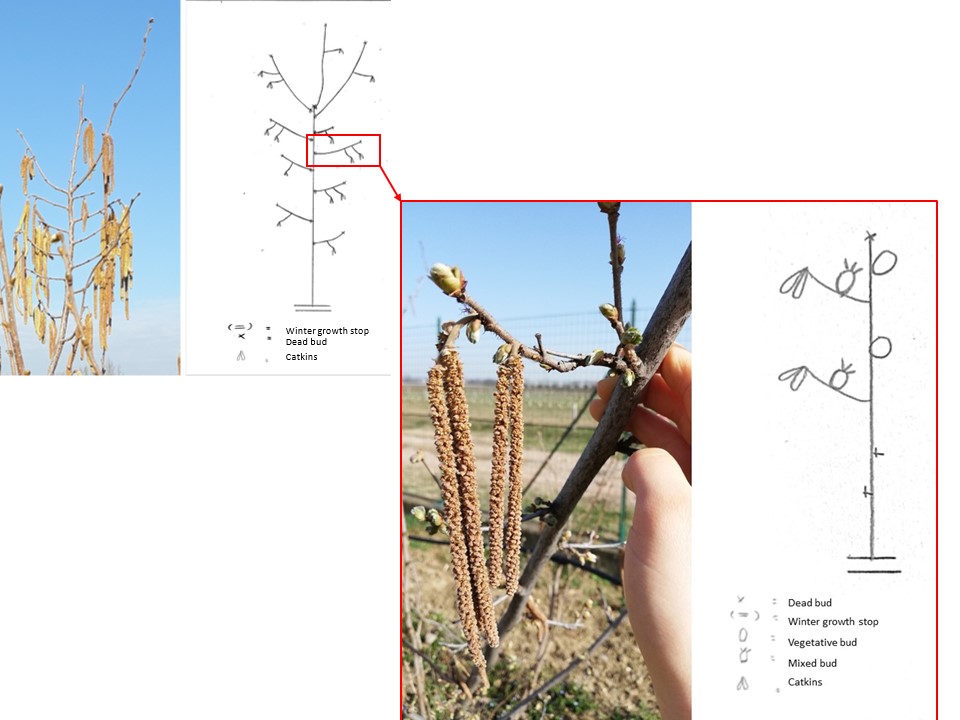 (=) = Winter growth stop
x = Dead bud
Catkins
x = Dead bud
(=) = Winter growth stop
= Vegetative bud
= Mixed bud
Catkins